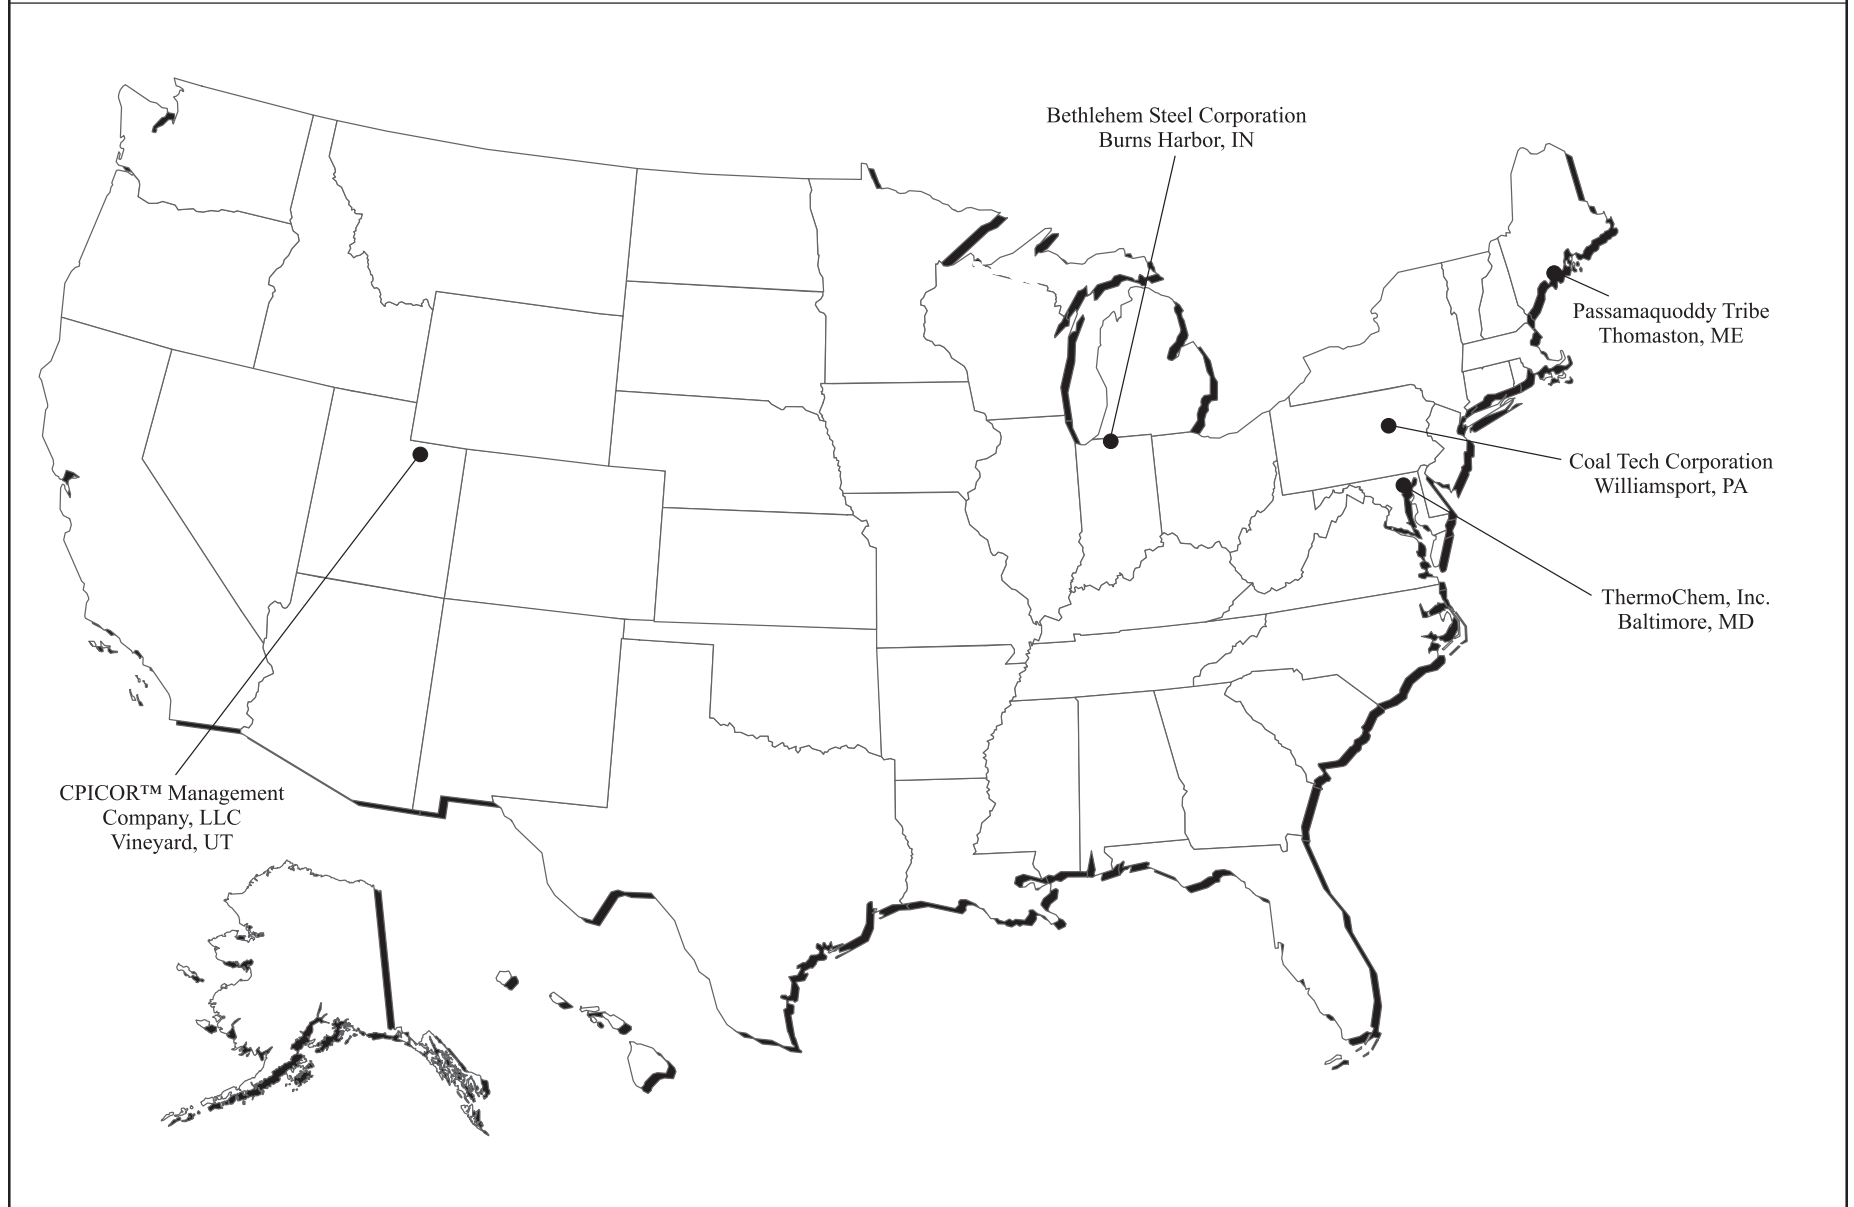 Bethlehem Steel Corporation
Burns Harbor, IN
Passamaquoddy Tribe
Thomaston, ME
Coal Tech Corporation
Williamsport, PA
ThermoChem, Inc.
Baltimore, MD
CPICOR™ Management
Company, LLC
Vineyard, UT